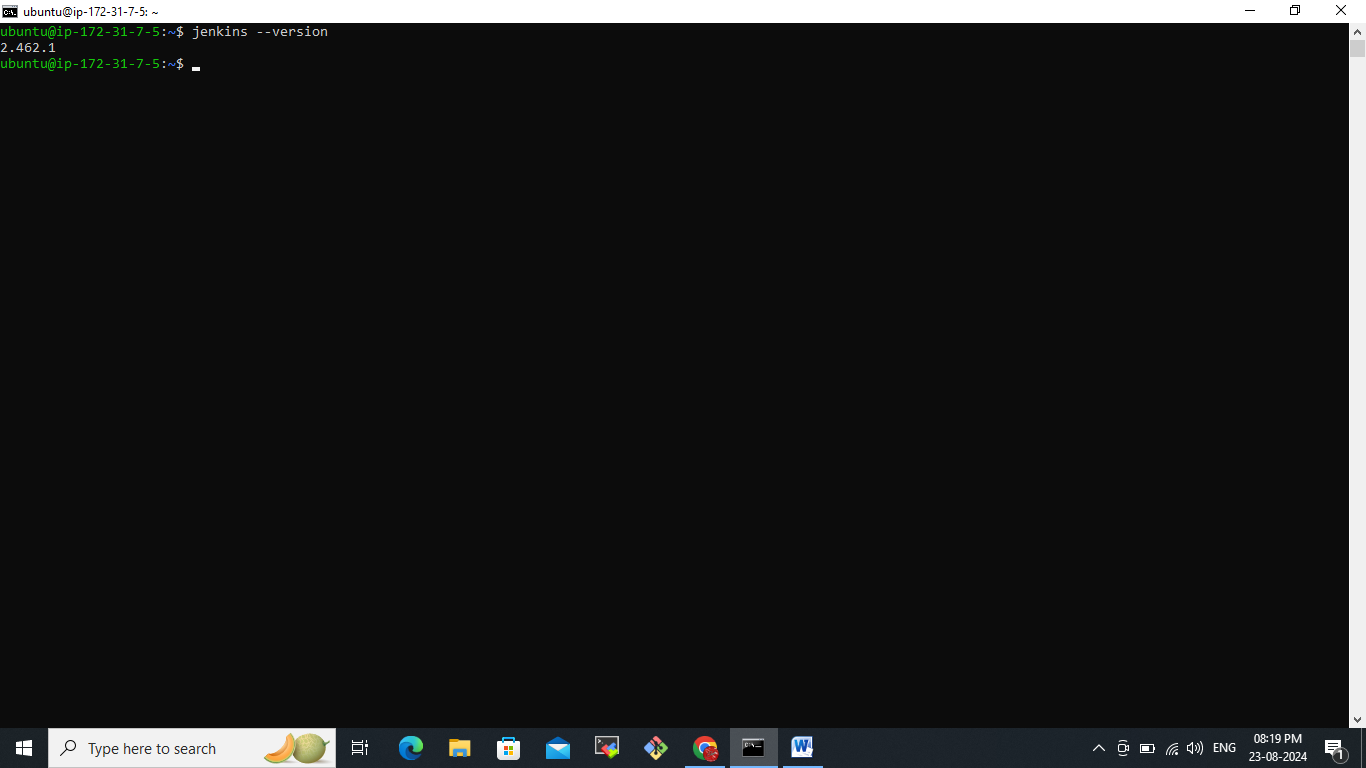 ubuntu@ip-172-31-7-5: ~
ubuntu@ip-172-31-7-5:~$ jenkins --version
2.462.1
ubuntu@ip-172-31-7-5:~$
Type here to search
ENG
08:19 PM
23-08-2024
1